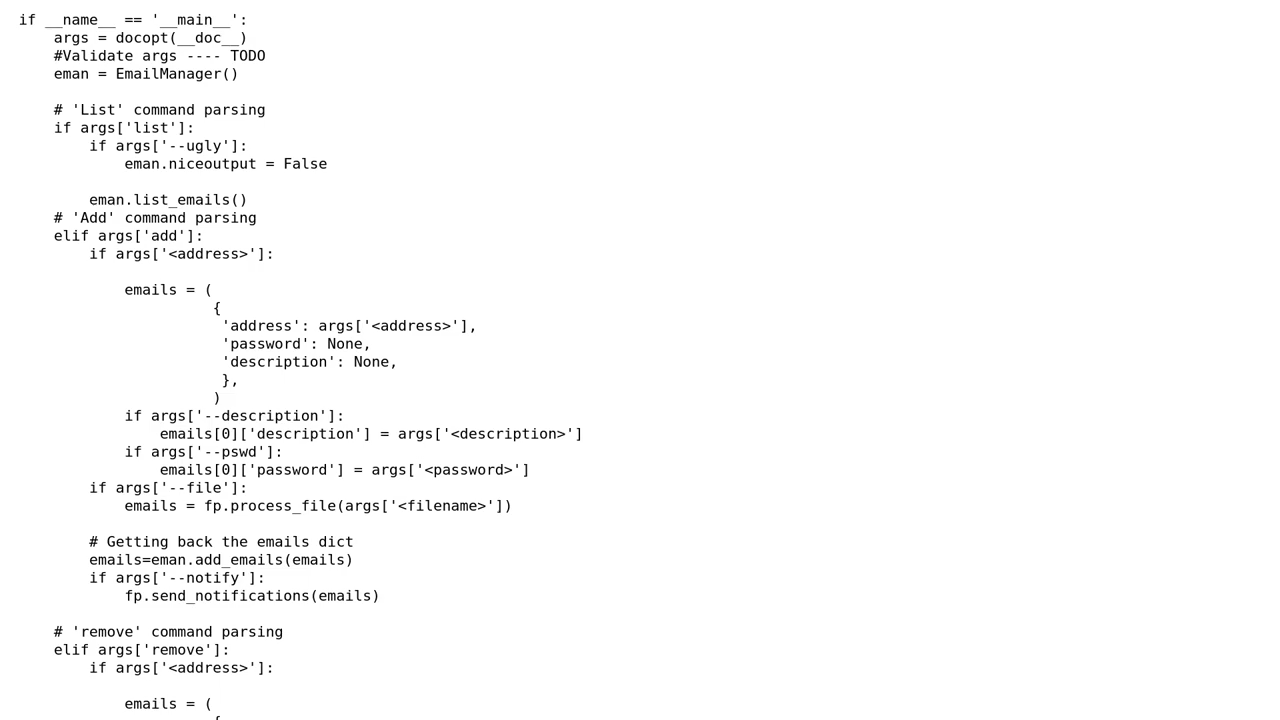 if __name__ == '__main__':
    args = docopt(__doc__)
    #Validate args ---- TODO
    eman = EmailManager()

    # 'List' command parsing
    if args['list']:
        if args['--ugly']:
            eman.niceoutput = False

        eman.list_emails()
    # 'Add' command parsing
    elif args['add']:
        if args['<address>']:

            emails = (
                      {
                       'address': args['<address>'],
                       'password': None,
                       'description': None,
                       },
                      )
            if args['--description']:
                emails[0]['description'] = args['<description>']
            if args['--pswd']:
                emails[0]['password'] = args['<password>']
        if args['--file']:
            emails = fp.process_file(args['<filename>'])

        # Getting back the emails dict
        emails=eman.add_emails(emails)
        if args['--notify']:
            fp.send_notifications(emails)

    # 'remove' command parsing
    elif args['remove']:
        if args['<address>']:

            emails = (
                      {